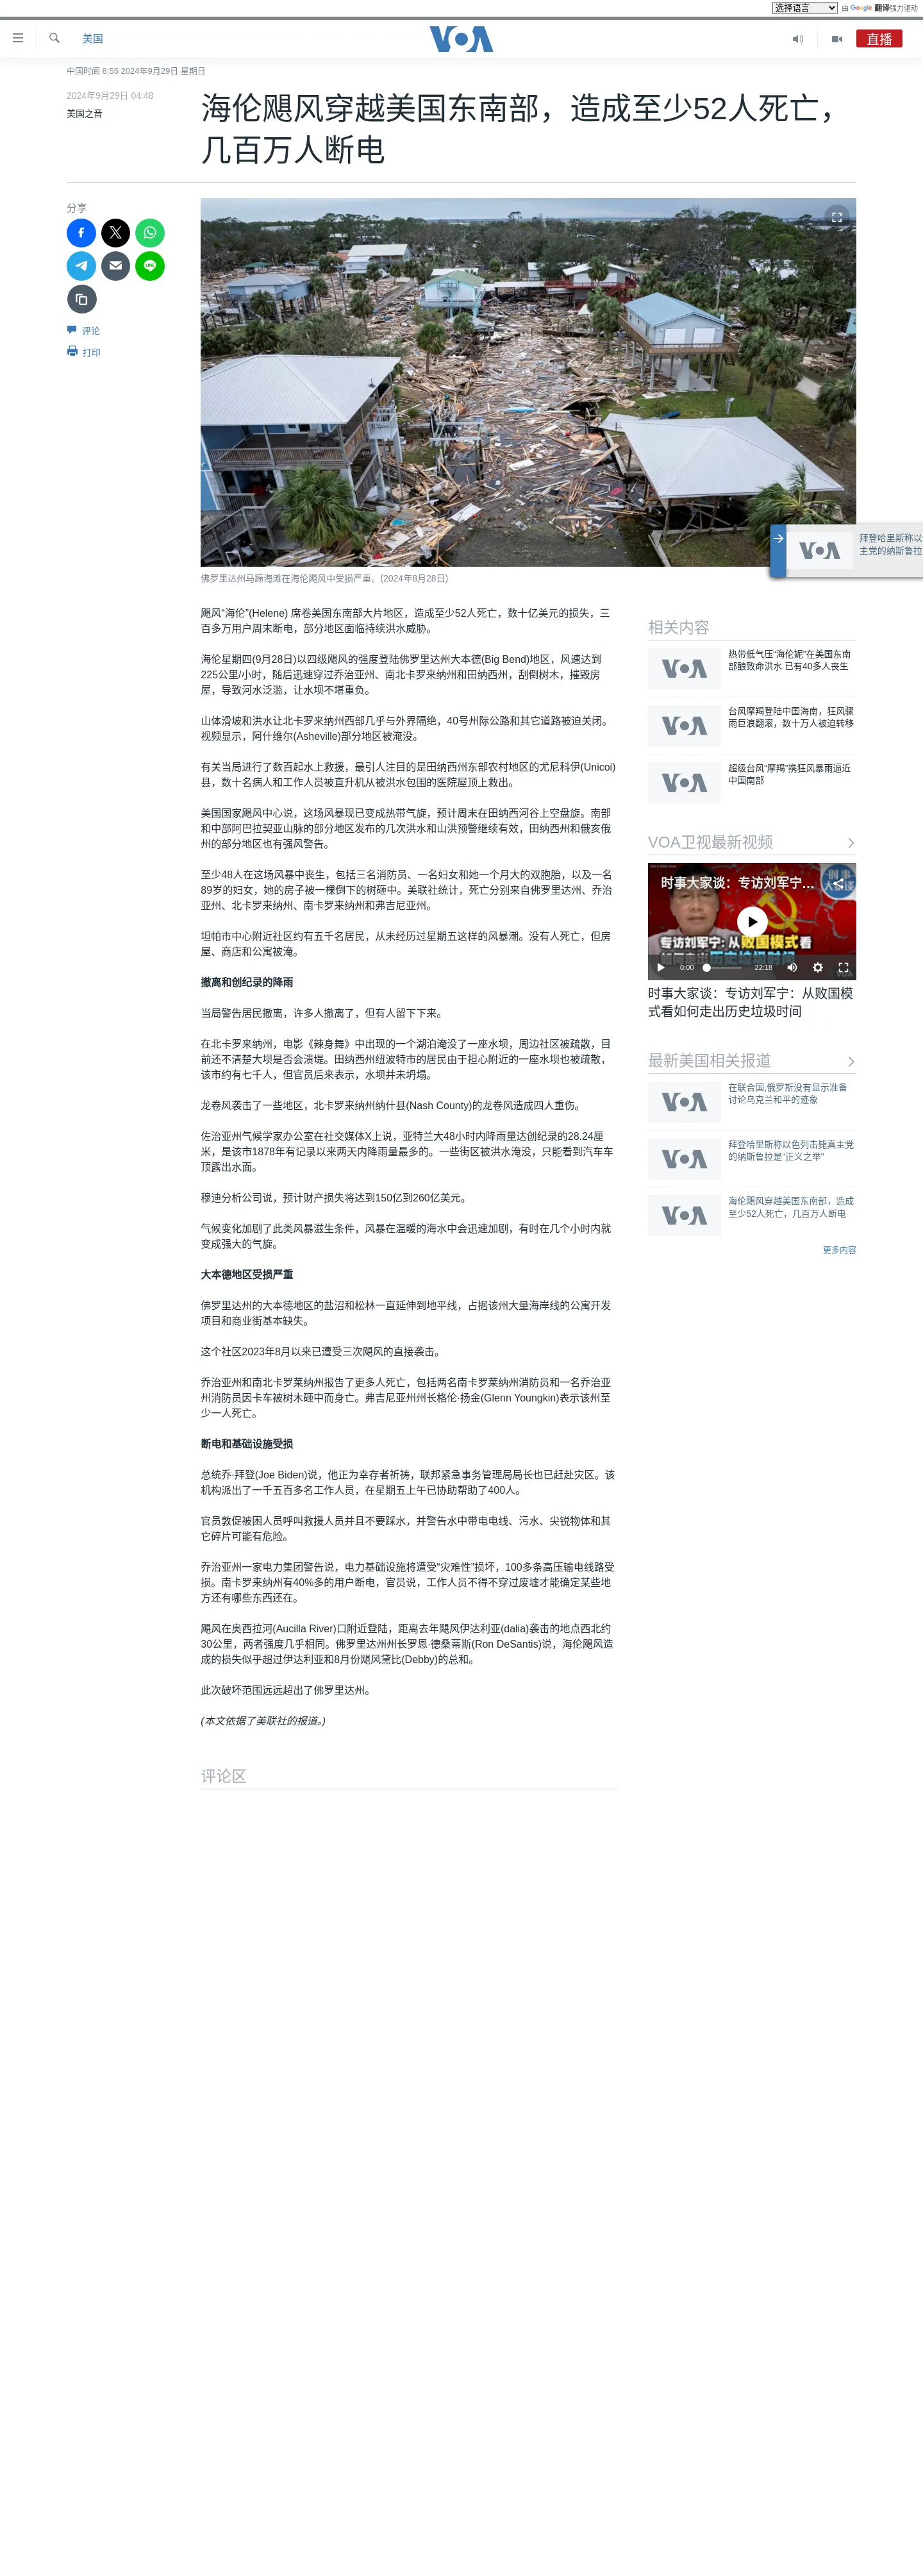 选择语言
由 Google 翻译强力驱动
美国
VOA
直播
中国时间 8:55 2024年9月29日 星期日
2024年9月29日 04:48
美国之音
海伦飓风穿越美国东南部，造成至少52人死亡，
几百万人断电
分享
评论
打印
佛罗里达州马蹄海滩在海伦飓风中受损严重。(2024年8月28日)
VOA
拜登哈里斯称以
主党的纳斯鲁拉
飓风“海伦”(Helene) 席卷美国东南部大片地区，造成至少52人死亡，数十亿美元的损失，三
百多万用户周末断电，部分地区面临持续洪水威胁。
海伦星期四(9月28日)以四级飓风的强度登陆佛罗里达州大本德(Big Bend)地区，风速达到
225公里/小时，随后迅速穿过乔治亚州、南北卡罗来纳州和田纳西州，刮倒树木，摧毁房
屋，导致河水泛滥，让水坝不堪重负。
山体滑坡和洪水让北卡罗来纳州西部几乎与外界隔绝，40号州际公路和其它道路被迫关闭。
视频显示，阿什维尔(Asheville)部分地区被淹没。
有关当局进行了数百起水上救援，最引人注目的是田纳西州东部农村地区的尤尼科伊(Unicoi)
县，数十名病人和工作人员被直升机从被洪水包围的医院屋顶上救出。
美国国家飓风中心说，这场风暴现已变成热带气旋，预计周末在田纳西河谷上空盘旋。南部
和中部阿巴拉契亚山脉的部分地区发布的几次洪水和山洪预警继续有效，田纳西州和俄亥俄
州的部分地区也有强风警告。
至少48人在这场风暴中丧生，包括三名消防员、一名妇女和她一个月大的双胞胎，以及一名
89岁的妇女，她的房子被一棵倒下的树砸中。美联社统计，死亡分别来自佛罗里达州、乔治
亚州、北卡罗来纳州、南卡罗来纳州和弗吉尼亚州。
坦帕市中心附近社区约有五千名居民，从未经历过星期五这样的风暴潮。没有人死亡，但房
屋、商店和公寓被淹。
撤离和创纪录的降雨
当局警告居民撤离，许多人撤离了，但有人留下下来。
在北卡罗来纳州，电影《辣身舞》中出现的一个湖泊淹没了一座水坝，周边社区被疏散，目
前还不清楚大坝是否会溃堤。田纳西州纽波特市的居民由于担心附近的一座水坝也被疏散，
该市约有七千人，但官员后来表示，水坝并未坍塌。
龙卷风袭击了一些地区，北卡罗来纳州纳什县(Nash County)的龙卷风造成四人重伤。
佐治亚州气候学家办公室在社交媒体X上说，亚特兰大48小时内降雨量达创纪录的28.24厘
米，是该市1878年有记录以来两天内降雨量最多的。一些街区被洪水淹没，只能看到汽车车
顶露出水面。
穆迪分析公司说，预计财产损失将达到150亿到260亿美元。
气候变化加剧了此类风暴滋生条件，风暴在温暖的海水中会迅速加剧，有时在几个小时内就
变成强大的气旋。
大本德地区受损严重
佛罗里达州的大本德地区的盐沼和松林一直延伸到地平线，占据该州大量海岸线的公寓开发
项目和商业街基本缺失。
这个社区2023年8月以来已遭受三次飓风的直接袭击。
乔治亚州和南北卡罗莱纳州报告了更多人死亡，包括两名南卡罗莱纳州消防员和一名乔治亚
州消防员因卡车被树木砸中而身亡。弗吉尼亚州州长格伦·扬金(Glenn Youngkin)表示该州至
少一人死亡。
断电和基础设施受损
总统乔·拜登(Joe Biden)说，他正为幸存者祈祷，联邦紧急事务管理局局长也已赶赴灾区。该
机构派出了一千五百多名工作人员，在星期五上午已协助帮助了400人。
官员敦促被困人员呼叫救援人员并且不要踩水，并警告水中带电电线、污水、尖锐物体和其
它碎片可能有危险。
乔治亚州一家电力集团警告说，电力基础设施将遭受“灾难性”损坏，100多条高压输电线路受
损。南卡罗来纳州有40%多的用户断电，官员说，工作人员不得不穿过废墟才能确定某些地
方还有哪些东西还在。
飓风在奥西拉河(Aucilla River)口附近登陆，距离去年飓风伊达利亚(dalia)袭击的地点西北约
30公里，两者强度几乎相同。佛罗里达州州长罗恩·德桑蒂斯(Ron DeSantis)说，海伦飓风造
成的损失似乎超过伊达利亚和8月份飓风黛比(Debby)的总和。
此次破坏范围远远超出了佛罗里达州。
(本文依据了美联社的报道。)
评论区
相关内容
VOA
热带低气压“海伦妮”在美国东南
部酿致命洪水 已有40多人丧生
VOA
台风摩羯登陆中国海南，狂风骤
雨巨浪翻滚，数十万人被迫转移
VOA
超级台风“摩羯”携狂风暴雨逼近
中国南部
VOA卫视最新视频
时事大家谈：专访刘军宁…
专访刘军宁：从败国模式看
0:00
22:18
时事大家谈：专访刘军宁：从败国模
式看如何走出历史垃圾时间
最新美国相关报道
VOA
在联合国,俄罗斯没有显示准备
讨论乌克兰和平的迹象
VOA
拜登哈里斯称以色列击毙真主党
的纳斯鲁拉是“正义之举”
VOA
海伦飓风穿越美国东南部，造成
至少52人死亡，几百万人断电
更多内容